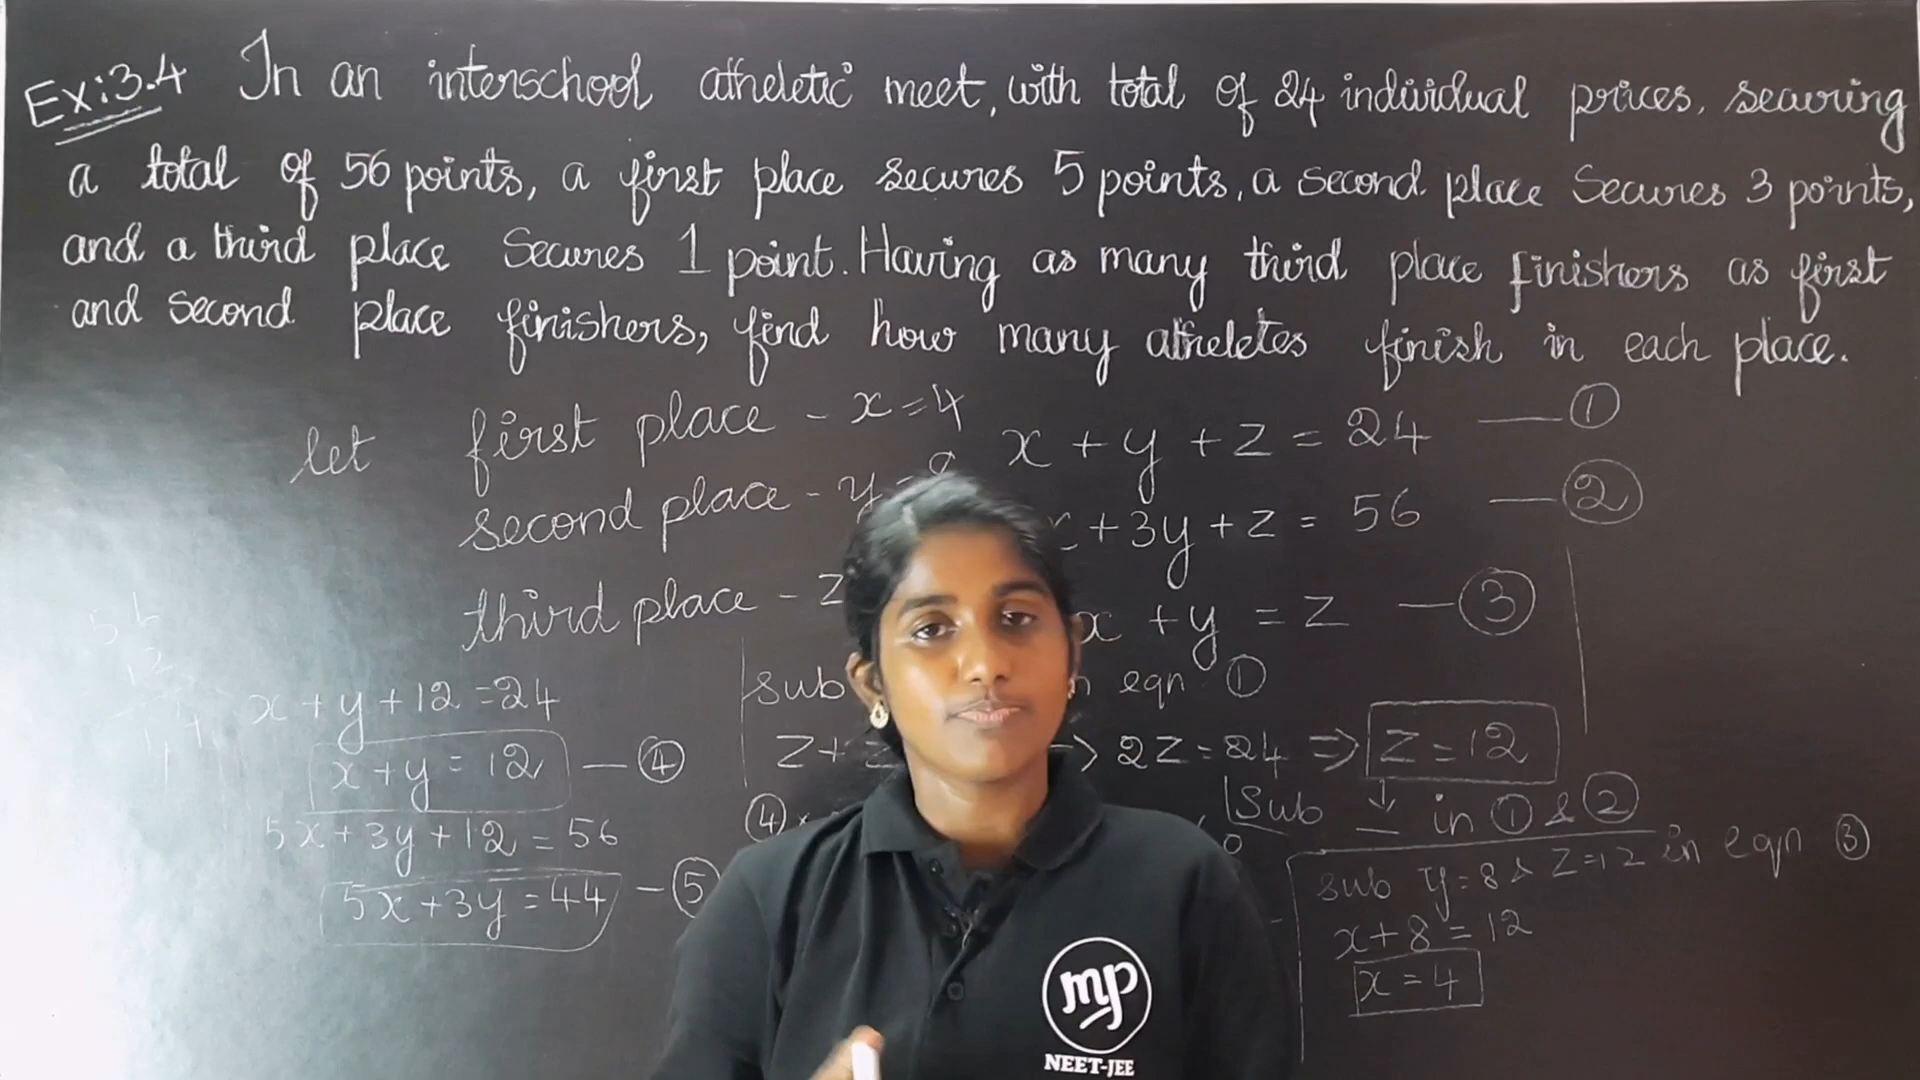 Ex:3.4 In an interschool atheletic meet, with total of 24 individual prices, securing
a total of 56 points, a first place secures 5 points, a second place Secures 3 points,
and a third place Secures 1 point. Having as many third place finishers as first
and second place finishers, find how many atheletes finish in each place.
let first place - x = 4
second place - y
third place - z
x + y + z = 24 — ①
+ 3y + z = 56 — ②
x + y = z — ③
sub eqn ①
z + 2z = 24 ⇒ z = 12
Sub ↓ in ① & ②
x + y + 12 = 24
x + y = 12 — ④
5x + 3y + 12 = 56
5x + 3y = 44 — ⑤
④ ×
sub y = 8 & z = 12 in eqn ③
x + 8 = 12
x = 4
mp
NEET-JEE